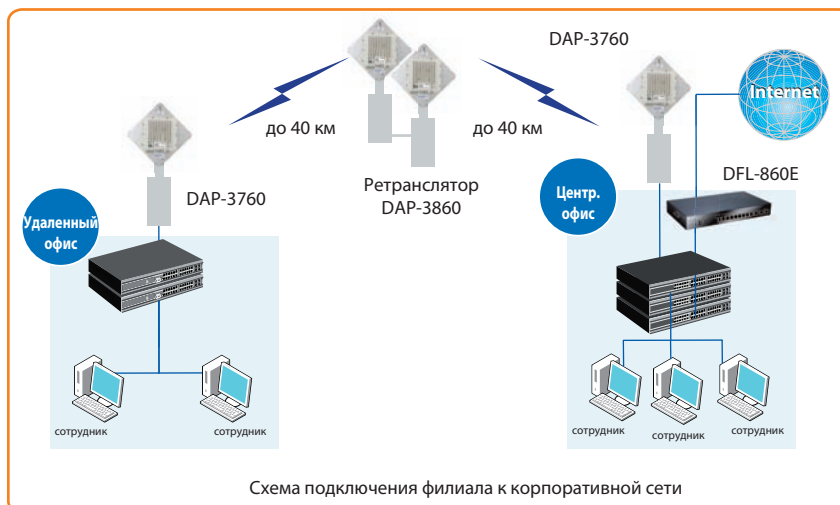 DAP-3760
Internet
до 40 км
до 40 км
DAP-3760
Ретранслятор
DAP-3860
DFL-860E
Удаленный
офис
Центр.
офис
сотрудник
сотрудник
сотрудник
сотрудник
сотрудник
Схема подключения филиала к корпоративной сети